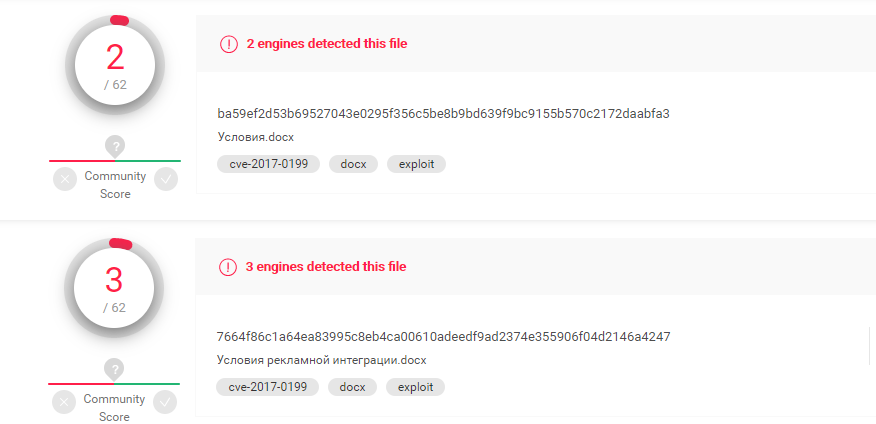 2 engines detected this file
2
/ 62
ba59ef2d53b69527043e0295f356c5be8b9bd639f9bc9155b570c2172daabfa3
Условия.docx
?
cve-2017-0199 docx exploit
Community
Score
3 engines detected this file
3
/ 62
7664f86c1a64ea83995c8eb4ca00610adeedf9ad2374e355906f04d2146a4247
Условия рекламной интеграции.docx
?
cve-2017-0199 docx exploit
Community
Score